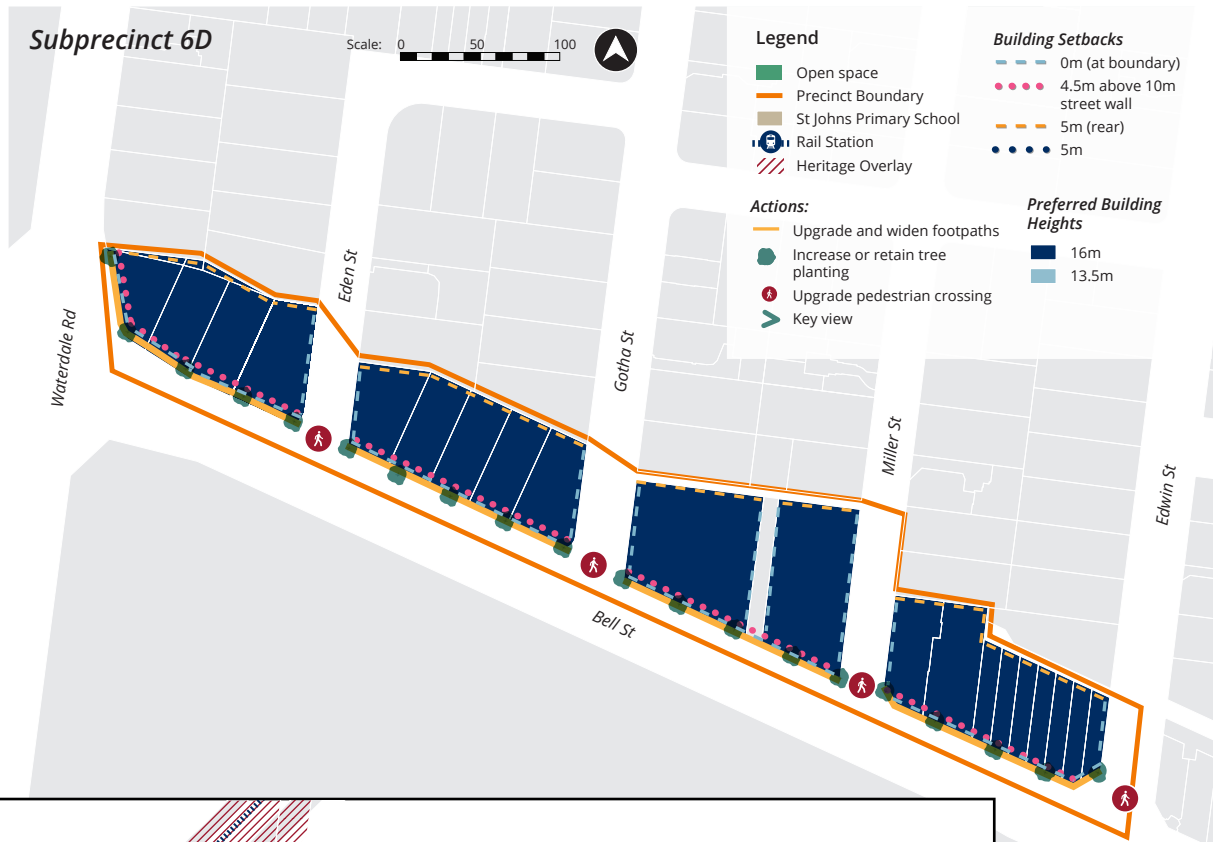 Subprecinct 6D
Scale: 0 50 100
Legend
Open space
Precinct Boundary
St Johns Primary School
Rail Station
Heritage Overlay
Actions:
Upgrade and widen footpaths
Increase or retain tree
planting
Upgrade pedestrian crossing
Key view
Building Setbacks
0m (at boundary)
4.5m above 10m
street wall
5m (rear)
5m
Preferred Building
Heights
16m
13.5m
Waterdale Rd
Eden St
Gotha St
Miller St
Edwin St
Bell St